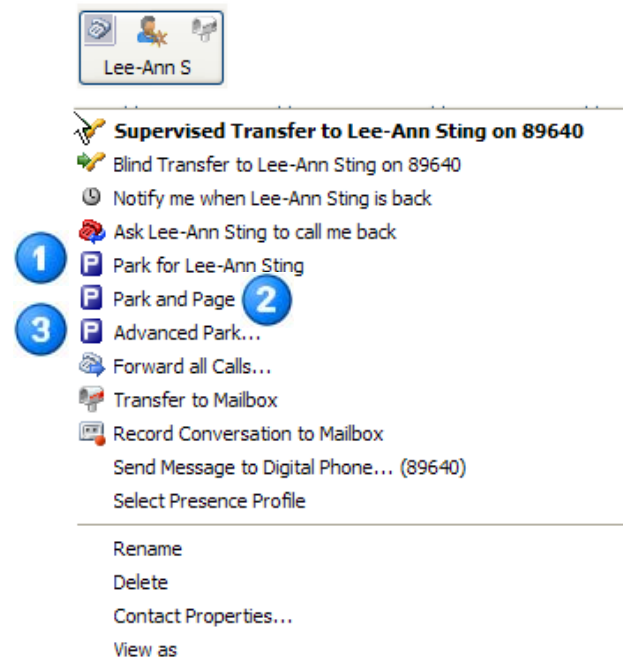 Lee-Ann S
Supervised Transfer to Lee-Ann Sting on 89640
Blind Transfer to Lee-Ann Sting on 89640
Notify me when Lee-Ann Sting is back
Ask Lee-Ann Sting to call me back
1 P Park for Lee-Ann Sting
P Park and Page 2
3 P Advanced Park...
Forward all Calls...
Transfer to Mailbox
Record Conversation to Mailbox
Send Message to Digital Phone... (89640)
Select Presence Profile
Rename
Delete
Contact Properties...
View as